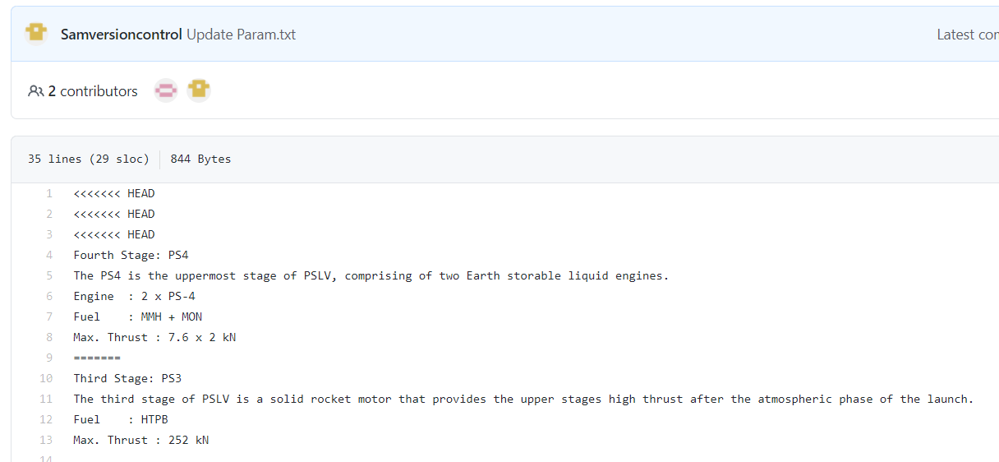 Samversioncontrol Update Param.txt Latest
2 contributors
35 lines (29 sloc) 844 Bytes
1 <<<<<<< HEAD
2 <<<<<<< HEAD
3 <<<<<<< HEAD
4 Fourth Stage: PS4
5 The PS4 is the uppermost stage of PSLV, comprising of two Earth storable liquid engines.
6 Engine  : 2 x PS-4
7 Fuel    : MMH + MON
8 Max. Thrust : 7.6 x 2 kN
9 =======
10 Third Stage: PS3
11 The third stage of PSLV is a solid rocket motor that provides the upper stages high thrust after the atmospheric phase of the launch.
12 Fuel    : HTPB
13 Max. Thrust : 252 kN
14